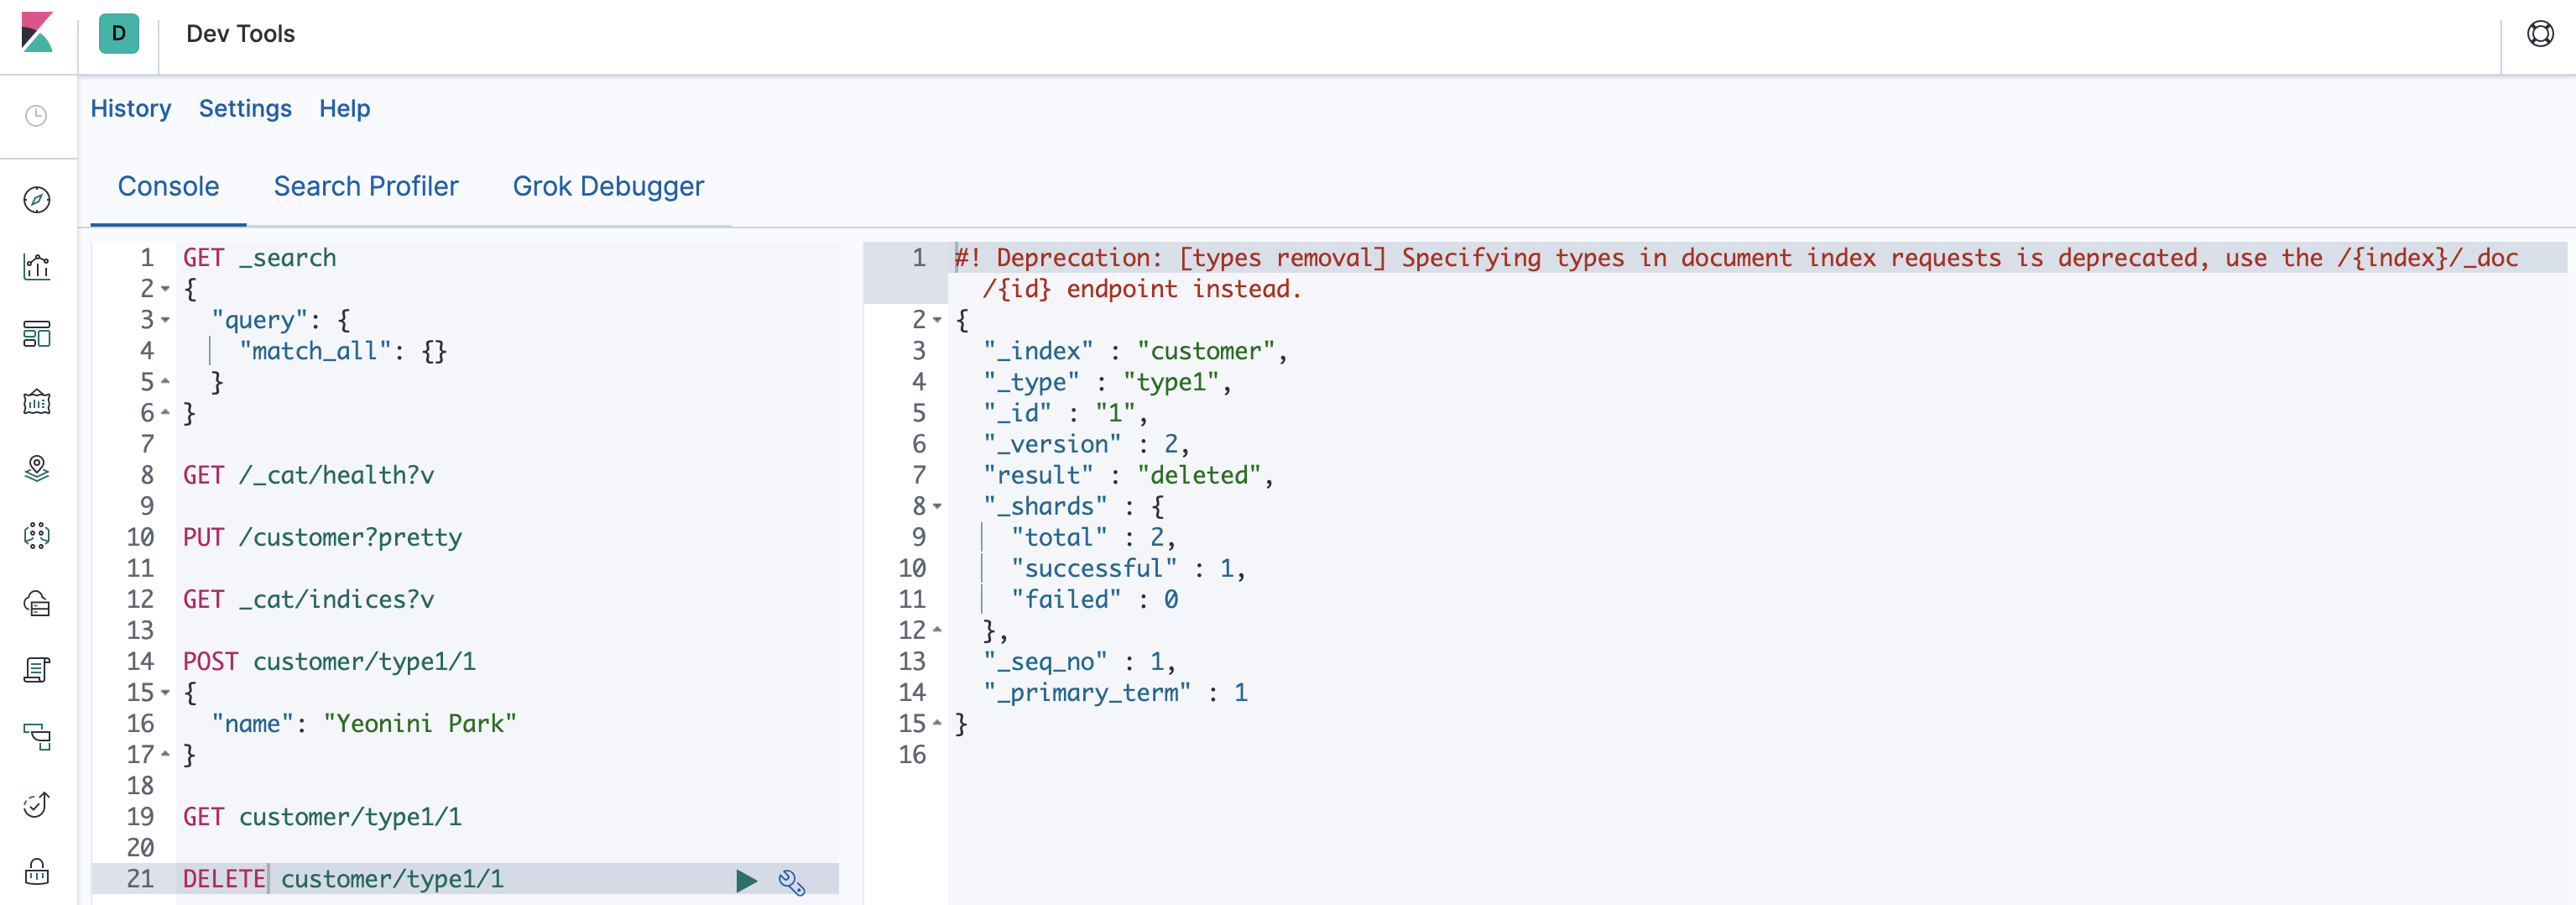 D
Dev Tools
History Settings Help
Console Search Profiler Grok Debugger
1 GET _search
2 {
3 "query": {
4 "match_all": {}
5 }
6 }
7
8 GET /_cat/health?v
9
10 PUT /customer?pretty
11
12 GET _cat/indices?v
13
14 POST customer/type1/1
15 {
16 "name": "Yeonini Park"
17 }
18
19 GET customer/type1/1
20
21 DELETE customer/type1/1
1 #! Deprecation: [types removal] Specifying types in document index requests is deprecated, use the /{index}/_doc
/{id} endpoint instead.
2 {
3 "_index" : "customer",
4 "_type" : "type1",
5 "_id" : "1",
6 "_version" : 2,
7 "result" : "deleted",
8 "_shards" : {
9 "total" : 2,
10 "successful" : 1,
11 "failed" : 0
12 },
13 "_seq_no" : 1,
14 "_primary_term" : 1
15 }
16